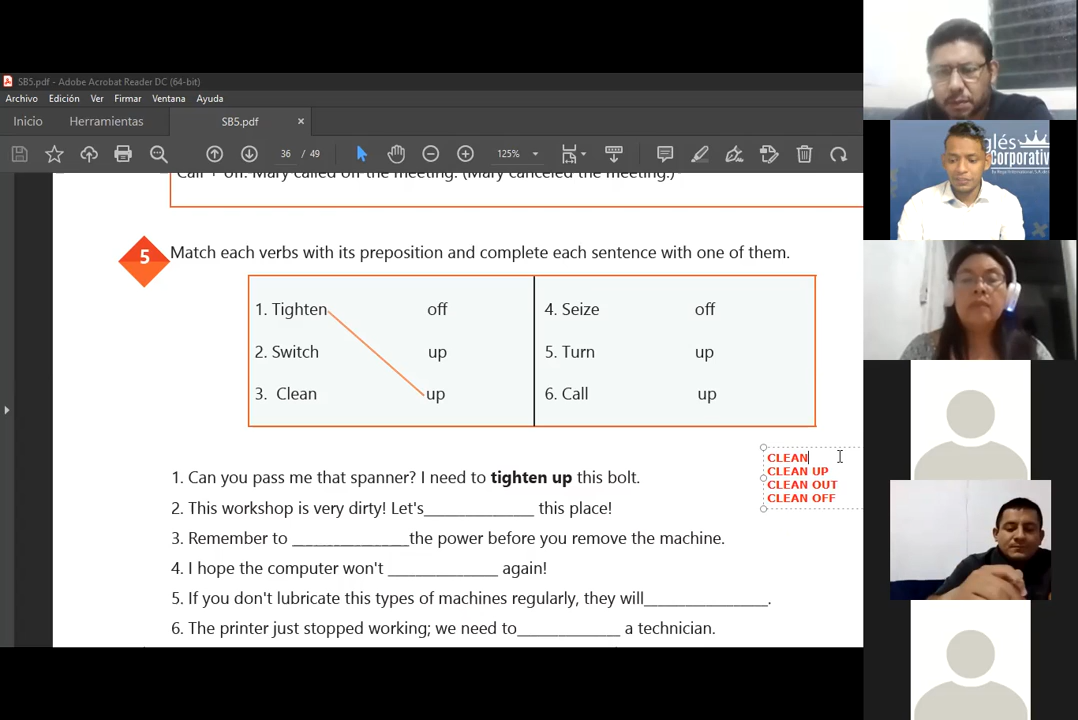 SB5.pdf - Adobe Acrobat Reader DC (64-bit)
Archivo Edición Ver Firmar Ventana Ayuda
Inicio Herramientas SB5.pdf ×
36 / 49 125%
Call + off: Mary called off the meeting. (Mary canceled the meeting.)
5 Match each verbs with its preposition and complete each sentence with one of them.
1. Tighten off 4. Seize off
2. Switch up 5. Turn up
3. Clean up 6. Call up
CLEAN
CLEAN UP
CLEAN OUT
CLEAN OFF
1. Can you pass me that spanner? I need to tighten up this bolt.
2. This workshop is very dirty! Let's_____________ this place!
3. Remember to ______________the power before you remove the machine.
4. I hope the computer won't _____________ again!
5. If you don't lubricate this types of machines regularly, they will_______________.
6. The printer just stopped working; we need to____________ a technician.
glés
Corporativ